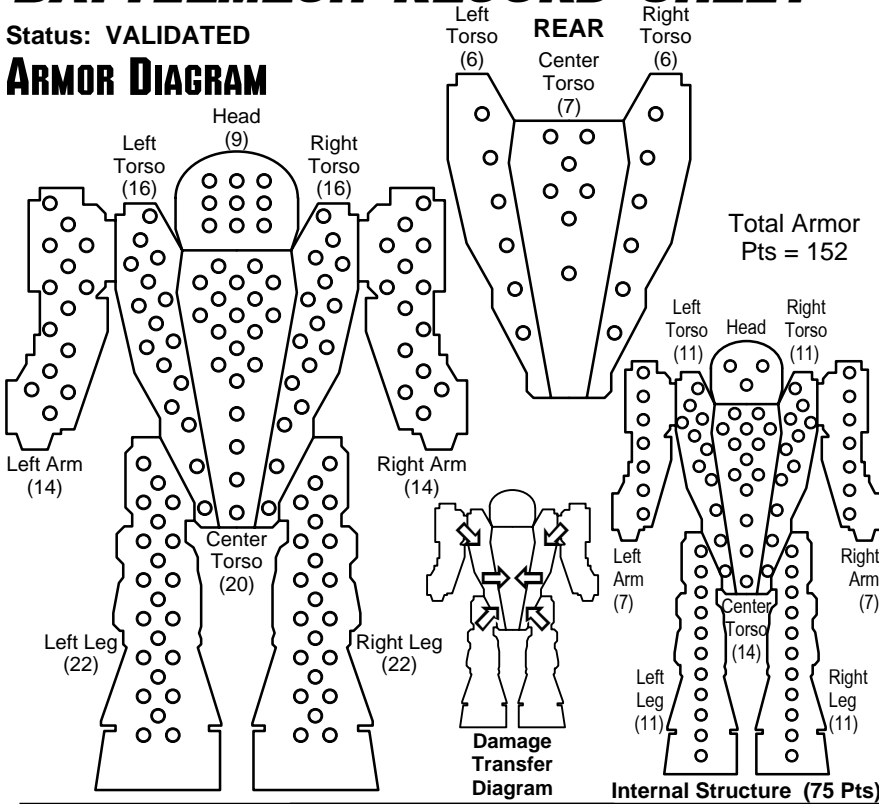 BATTLEMECH RECORD SHEET
Status: VALIDATED
ARMOR DIAGRAM
Head
(9)
Left
Torso
(16)
Right
Torso
(16)
Left Arm
(14)
Right Arm
(14)
Center
Torso
(20)
Left Leg
(22)
Right Leg
(22)
REAR
Left
Torso
(6)
Center
Torso
(7)
Right
Torso
(6)
Total Armor
Pts = 152
Damage
Transfer
Diagram
Left
Torso
(11)
Head
Right
Torso
(11)
Left
Arm
(7)
Right
Arm
(7)
Center
Torso
(14)
Left
Leg
(11)
Right
Leg
(11)
Internal Structure (75 Pts)